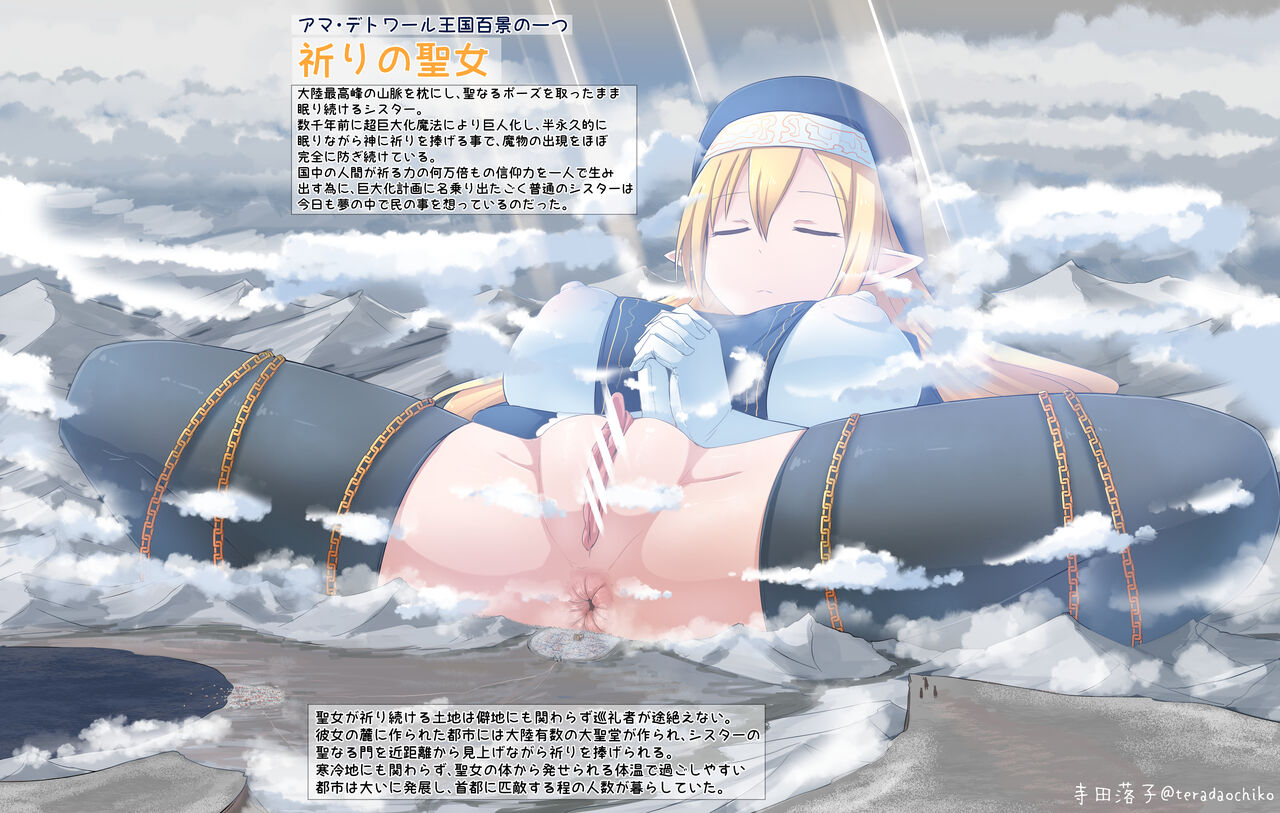 アマ・デトワール王国百景の一つ
祈りの聖女
大陸最高峰の山脈を枕にし、聖なるポーズを取ったまま
眠り続けるシスター。
数千年前に超巨大化魔法により巨人化し、半永久的に
眠りながら神に祈りを捧げる事で、魔物の出現をほぼ
完全に防ぎ続けている。
国中の人間が祈る力の何万倍もの信仰力を一人で生み
出す為に、巨大化計画に名乗り出たごく普通のシスターは
今日も夢の中で民の事を想っているのだった。
聖女が祈り続ける土地は僻地にも関わらず巡礼者が途絶えない。
彼女の麓に作られた都市には大陸有数の大聖堂が作られ、シスターの
聖なる門を近距離から見上げながら祈りを捧げられる。
寒冷地にも関わらず、聖女の体から発せられる体温で過ごしやすい
都市は大いに発展し、首都に匹敵する程の人数が暮らしていた。
寺田落子@teradaochiko